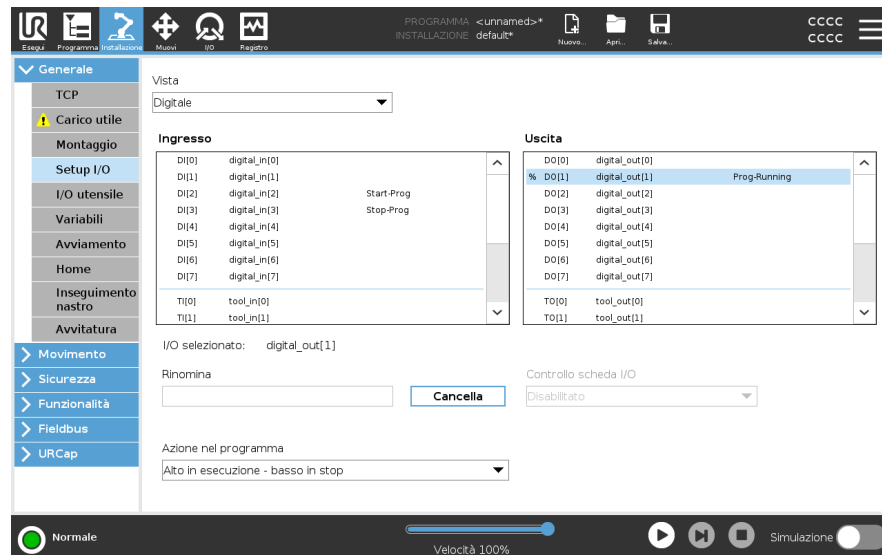 PROGRAMMA <unnamed>*
INSTALLAZIONE default*
CCCC
CCCC
Esegui Programma Installazione Muovi I/O Registro Nuovo... Apri... Salva...
Generale
TCP
Carico utile
Montaggio
Setup I/O
I/O utensile
Variabili
Avviamento
Home
Inseguimento
nastro
Avvitatura
Movimento
Sicurezza
Funzionalità
Fieldbus
URCap
Vista
Digitale
Ingresso
DI[0] digital_in[0]
DI[1] digital_in[1]
DI[2] digital_in[2] Start-Prog
DI[3] digital_in[3] Stop-Prog
DI[4] digital_in[4]
DI[5] digital_in[5]
DI[6] digital_in[6]
DI[7] digital_in[7]
TI[0] tool_in[0]
TI[1] tool_in[1]
Uscita
DO[0] digital_out[0]
% DO[1] digital_out[1] Prog-Running
DO[2] digital_out[2]
DO[3] digital_out[3]
DO[4] digital_out[4]
DO[5] digital_out[5]
DO[6] digital_out[6]
DO[7] digital_out[7]
TO[0] tool_out[0]
TO[1] tool_out[1]
I/O selezionato: digital_out[1]
Rinomina
Cancella
Controllo scheda I/O
Disabilitato
Azione nel programma
Alto in esecuzione - basso in stop
Normale
Velocità 100%
Simulazione